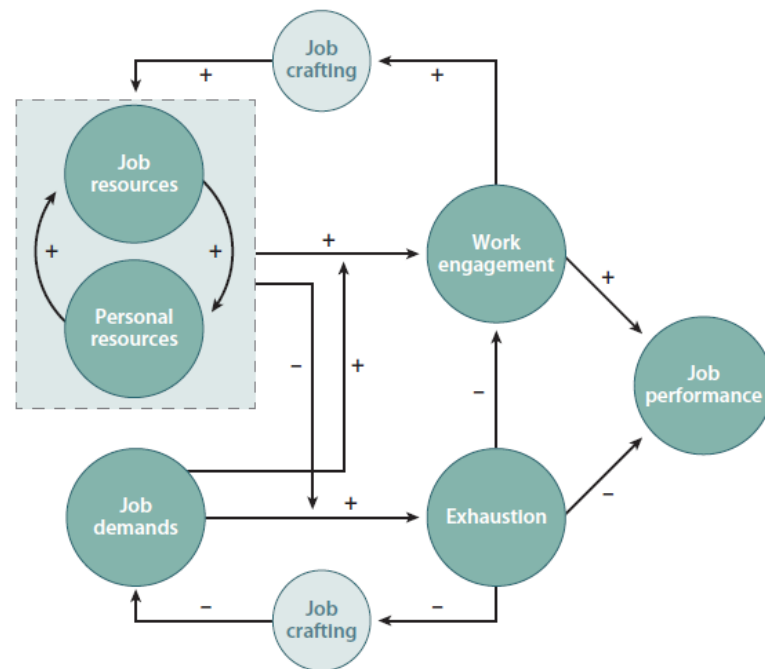 Job
crafting
+
+
Job
resources
+
+
+
Work
engagement
+
Personal
resources
–
+
–
Job
performance
Job
demands
+
Exhaustion
–
–
–
Job
crafting